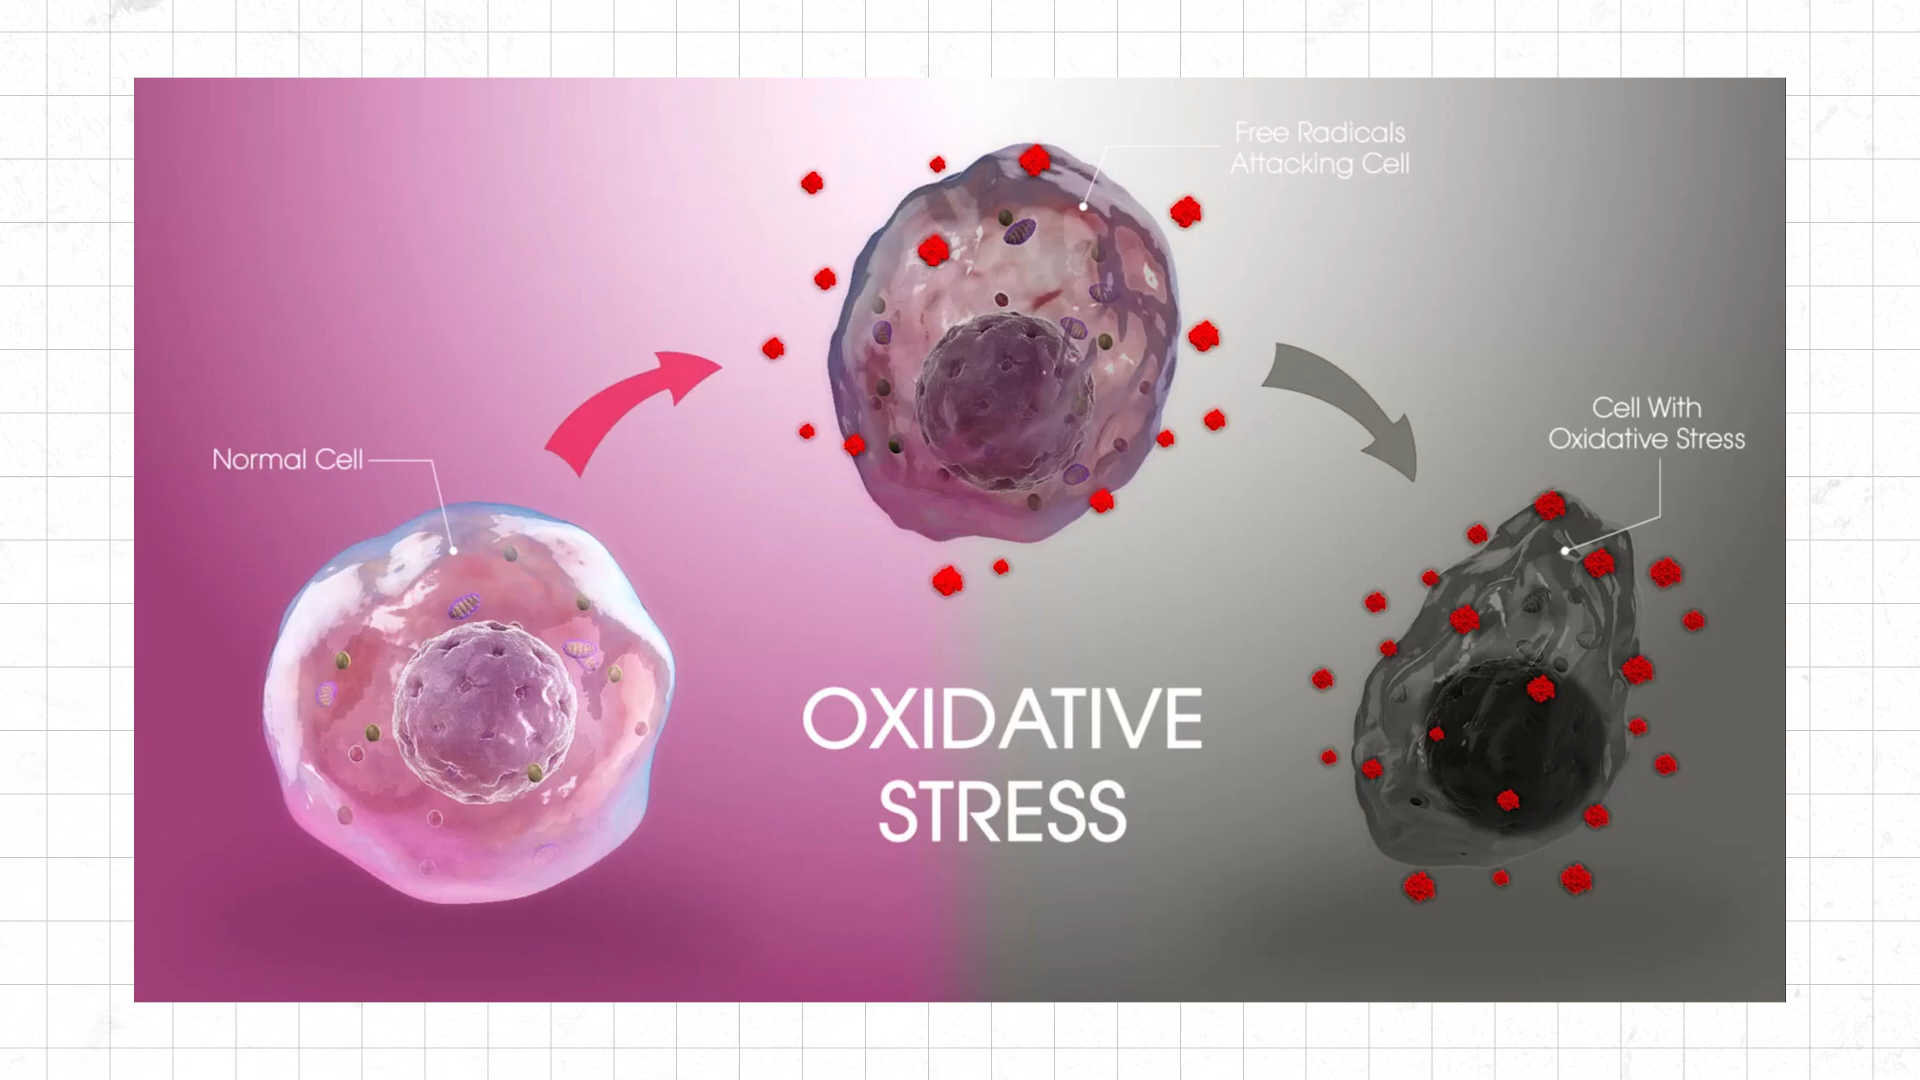 Free Radicals
Attacking Cell
Cell With
Oxidative Stress
Normal Cell
OXIDATIVE
STRESS